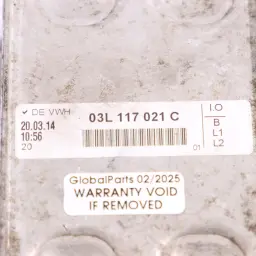 ✓ DE VWH
03L 117 021 C
I.O
20.03.14
10:56
20
01
B
L1
L2
GlobalParts 02/2025
WARRANTY VOID
IF REMOVED